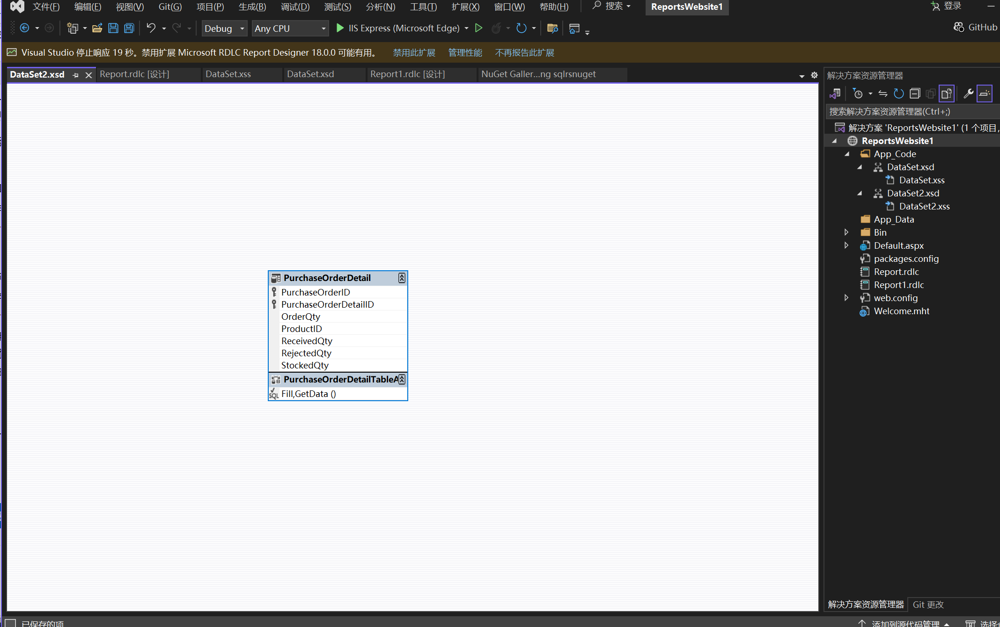 文件(F) 编辑(E) 视图(V) Git(G) 项目(P) 生成(B) 调试(D) 测试(S) 分析(N) 工具(T) 扩展(X) 窗口(W) 帮助(H) 搜索 ReportsWebsite1 登录
Debug Any CPU IIS Express (Microsoft Edge) GitHub
Visual Studio 停止响应 19 秒。禁用扩展 Microsoft RDLC Report Designer 18.0.0 可能有用。 禁用此扩展 管理性能 不再报告此扩展
DataSet2.xsd Report.rdlc [设计] DataSet.xss DataSet.xsd Report1.rdlc [设计] NuGet Galler...ng sqlrsnuget
PurchaseOrderDetail
PurchaseOrderID
PurchaseOrderDetailID
OrderQty
ProductID
ReceivedQty
RejectedQty
StockedQty
PurchaseOrderDetailTableA
SQL Fill,GetData ()
解决方案资源管理器
搜索解决方案资源管理器(Ctrl+;)
解决方案 'ReportsWebsite1' (1 个项目,
ReportsWebsite1
App_Code
DataSet.xsd
DataSet.xss
DataSet2.xsd
DataSet2.xss
App_Data
Bin
Default.aspx
packages.config
Report.rdlc
Report1.rdlc
web.config
Welcome.mht
解决方案资源管理器 Git 更改
已保存的项 添加到源代码管理 选择